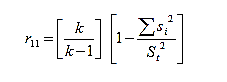 r₁₁ = [k / (k−1)] [1 − ∑sᵢ² / Sₜ²]